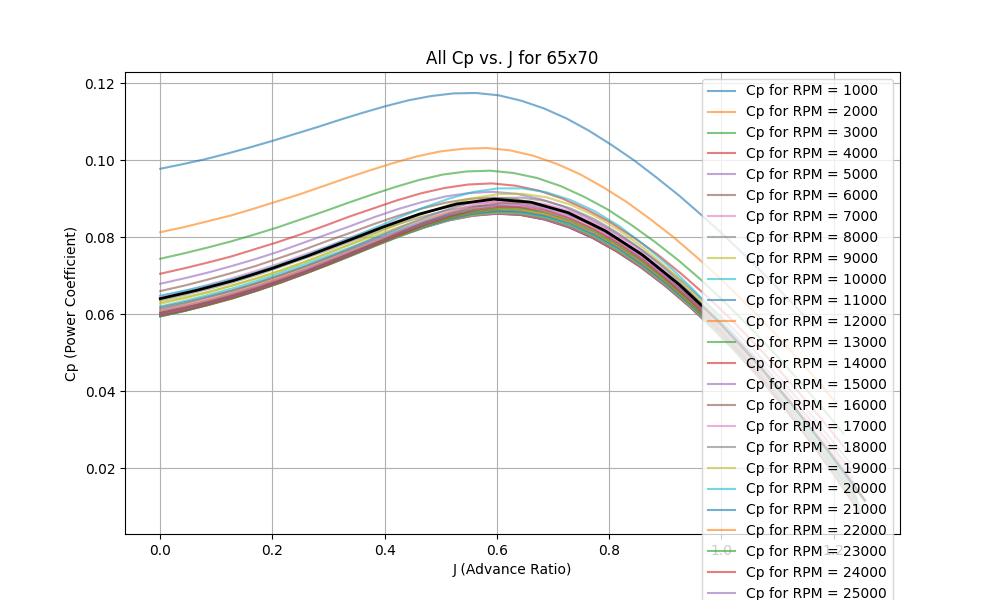 All Cp vs. J for 65x70
Cp (Power Coefficient)
0.12
0.10
0.08
0.06
0.04
0.02
0.0
0.2
0.4
0.6
0.8
1.0
1.2
J (Advance Ratio)
Cp for RPM = 1000
Cp for RPM = 2000
Cp for RPM = 3000
Cp for RPM = 4000
Cp for RPM = 5000
Cp for RPM = 6000
Cp for RPM = 7000
Cp for RPM = 8000
Cp for RPM = 9000
Cp for RPM = 10000
Cp for RPM = 11000
Cp for RPM = 12000
Cp for RPM = 13000
Cp for RPM = 14000
Cp for RPM = 15000
Cp for RPM = 16000
Cp for RPM = 17000
Cp for RPM = 18000
Cp for RPM = 19000
Cp for RPM = 20000
Cp for RPM = 21000
Cp for RPM = 22000
Cp for RPM = 23000
Cp for RPM = 24000
Cp for RPM = 25000